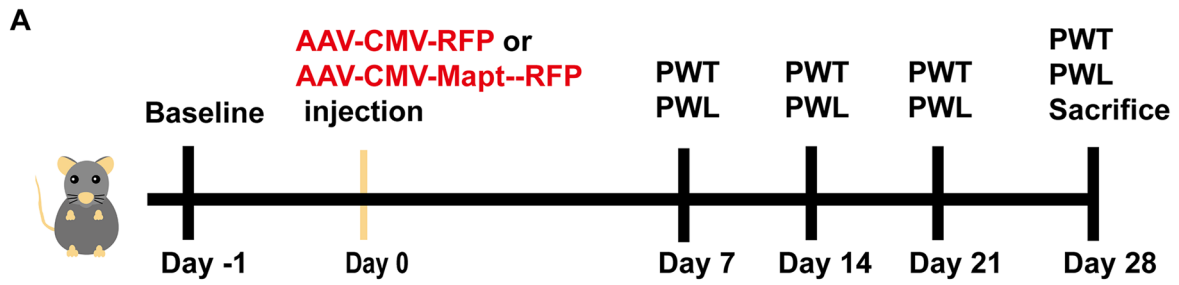 A
Baseline
AAV-CMV-RFP or
AAV-CMV-Mapt--RFP
injection
PWT
PWL
PWT
PWL
PWT
PWL
PWT
PWL
Sacrifice
Day -1
Day 0
Day 7
Day 14
Day 21
Day 28